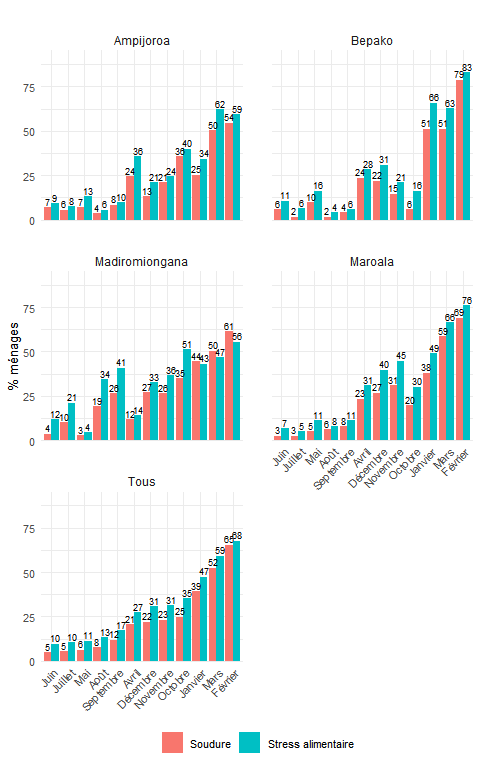 Ampijoroa
Bepako
75
50
25
0
7 9 6 8 7 13 4 6 8 10 24 36 13 21 21 24 36 40 25 34 50 62 54 59
6 11 2 6 10 16 2 4 4 6 24 28 22 31 15 21 6 16 51 66 51 63 79 83
Madiromiongana
Maroala
% ménages
75
50
25
0
4 12 10 21 3 4 19 34 26 41 12 14 27 33 26 36 35 51 44 43 50 47 61 56
3 7 3 5 5 11 6 8 8 11 23 31 27 40 31 45 20 30 38 49 59 66 69 76
Juin Juillet Mai Août Septembre Avril Décembre Novembre Octobre Janvier Mars Février
Tous
75
50
25
0
5 10 5 10 6 11 8 13 12 17 21 27 22 31 23 31 25 35 39 47 52 59 65 68
Juin Juillet Mai Août Septembre Avril Décembre Novembre Octobre Janvier Mars Février
Soudure Stress alimentaire